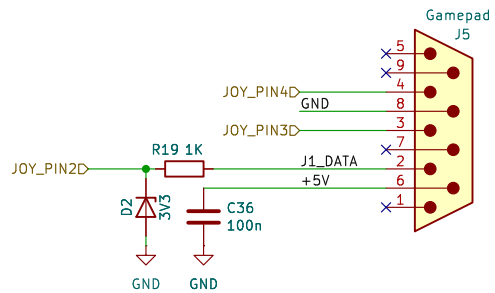 Gamepad
J5
5
9
JOY_PIN4
4
GND
8
JOY_PIN3
3
7
R19 1K
JOY_PIN2
J1_DATA
2
+5V
6
D2
3V3
C36
100n
1
GND
GND